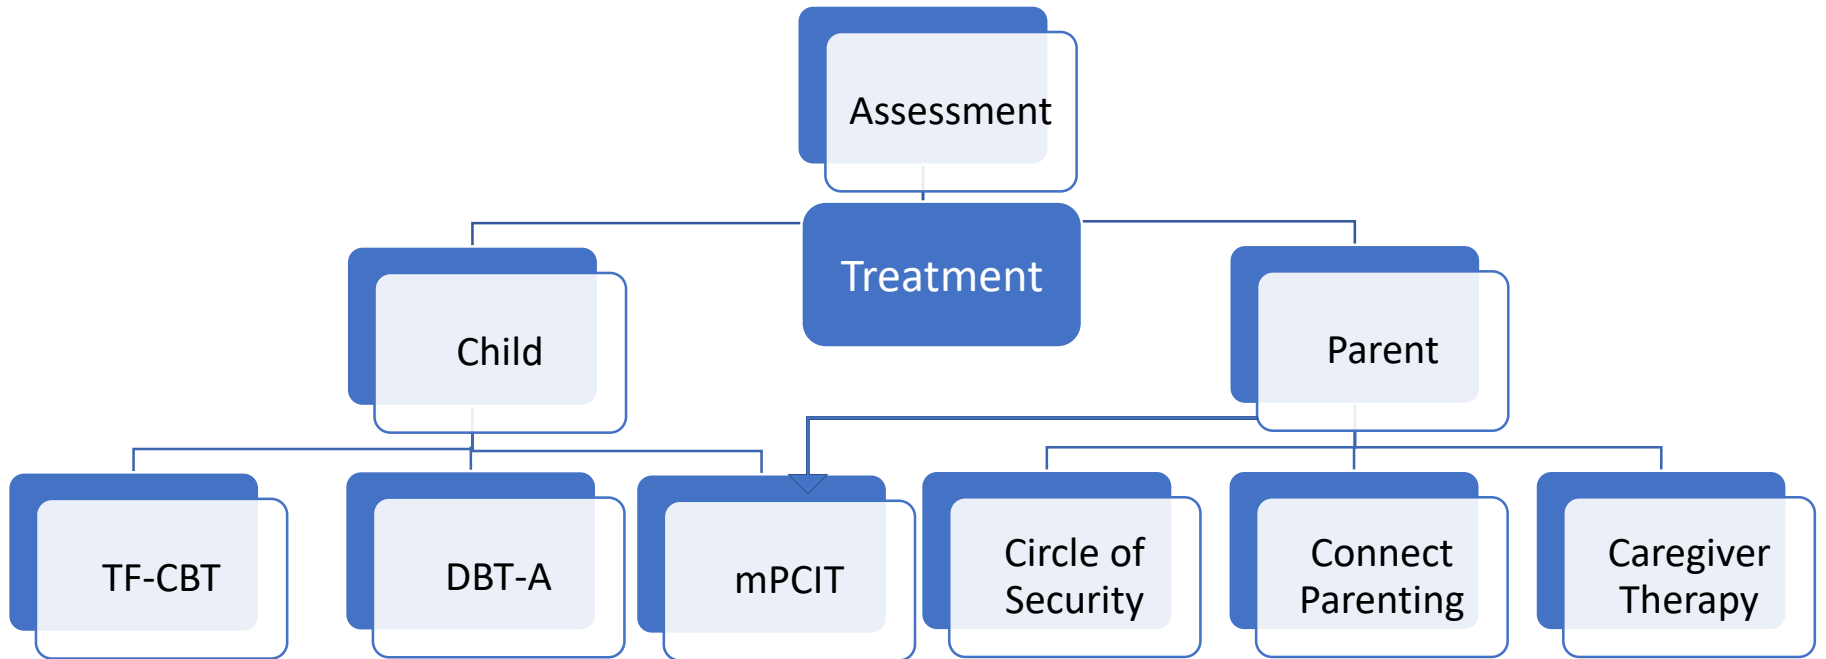 Assessment
Treatment
Child
Parent
TF-CBT
DBT-A
mPCIT
Circle of
Security
Connect
Parenting
Caregiver
Therapy